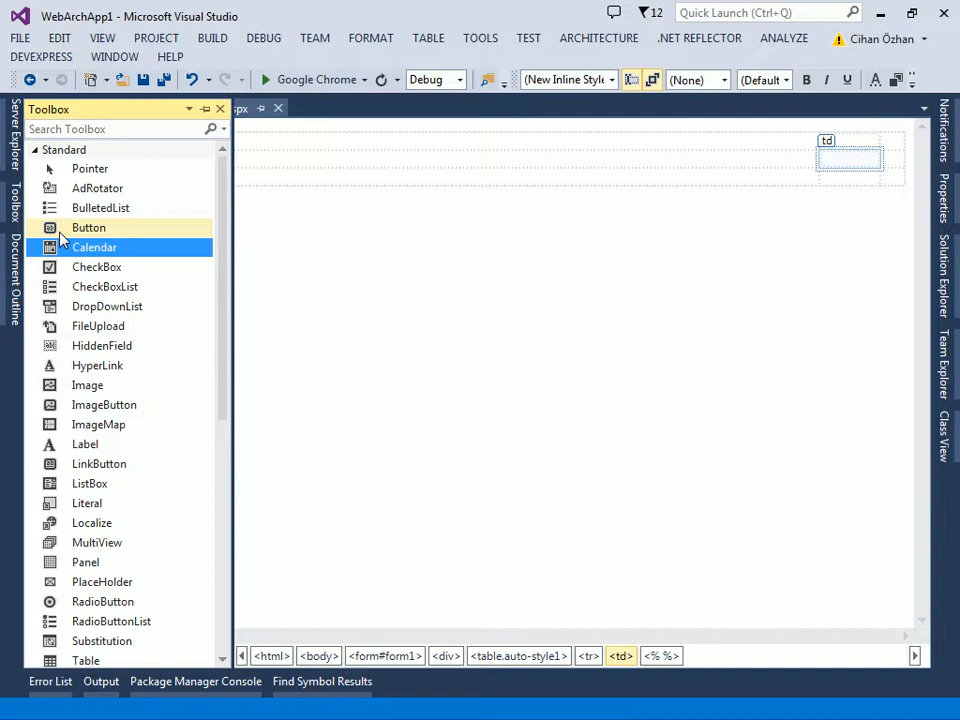 WebArchApp1 - Microsoft Visual Studio
12
Quick Launch (Ctrl+Q)
FILE EDIT VIEW PROJECT BUILD DEBUG TEAM FORMAT TABLE TOOLS TEST ARCHITECTURE .NET REFLECTOR ANALYZE Cihan Özhan
DEVEXPRESS WINDOW HELP
Google Chrome Debug (New Inline Style (None) (Default B I U A
Toolbox
spx
Search Toolbox
Standard
Pointer
AdRotator
BulletedList
Button
Calendar
CheckBox
CheckBoxList
DropDownList
FileUpload
HiddenField
HyperLink
Image
ImageButton
ImageMap
Label
LinkButton
ListBox
Literal
Localize
MultiView
Panel
PlaceHolder
RadioButton
RadioButtonList
Substitution
Table
Server Explorer
Toolbox
Document Outline
td
Notifications
Properties
Solution Explorer
Team Explorer
Class View
<html> <body> <form#form1> <div> <table.auto-style1> <tr> <td> <% %>
Error List Output Package Manager Console Find Symbol Results